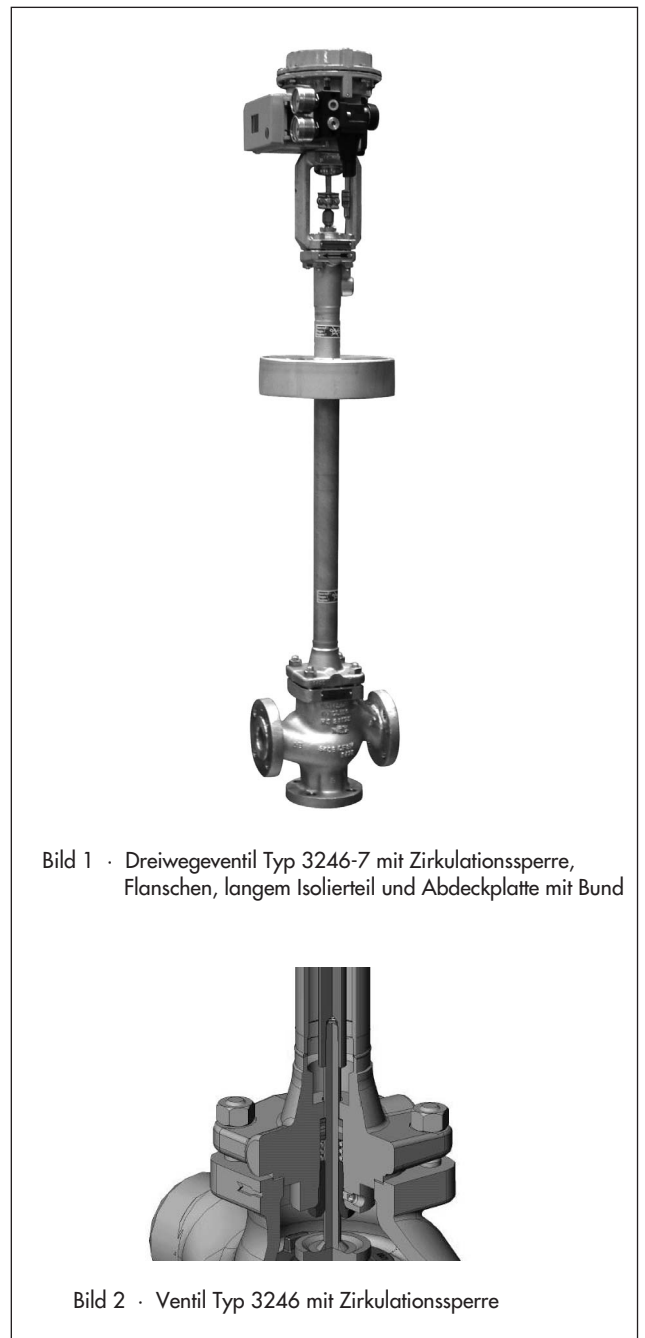 Bild 1 · Dreiwegeventil Typ 3246-7 mit Zirkulationssperre,
Flanschen, langem Isolierteil und Abdeckplatte mit Bund
Bild 2 · Ventil Typ 3246 mit Zirkulationssperre